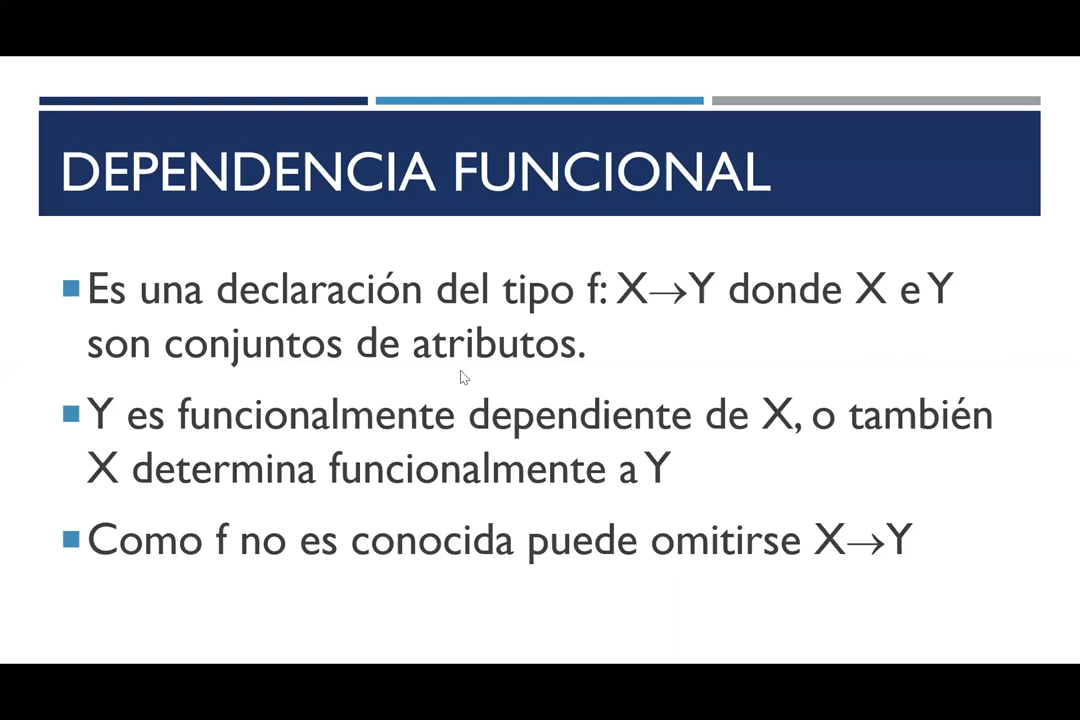 DEPENDENCIA FUNCIONAL
Es una declaración del tipo f: X→Y donde X e Y
son conjuntos de atributos.
Y es funcionalmente dependiente de X, o también
X determina funcionalmente a Y
Como f no es conocida puede omitirse X→Y